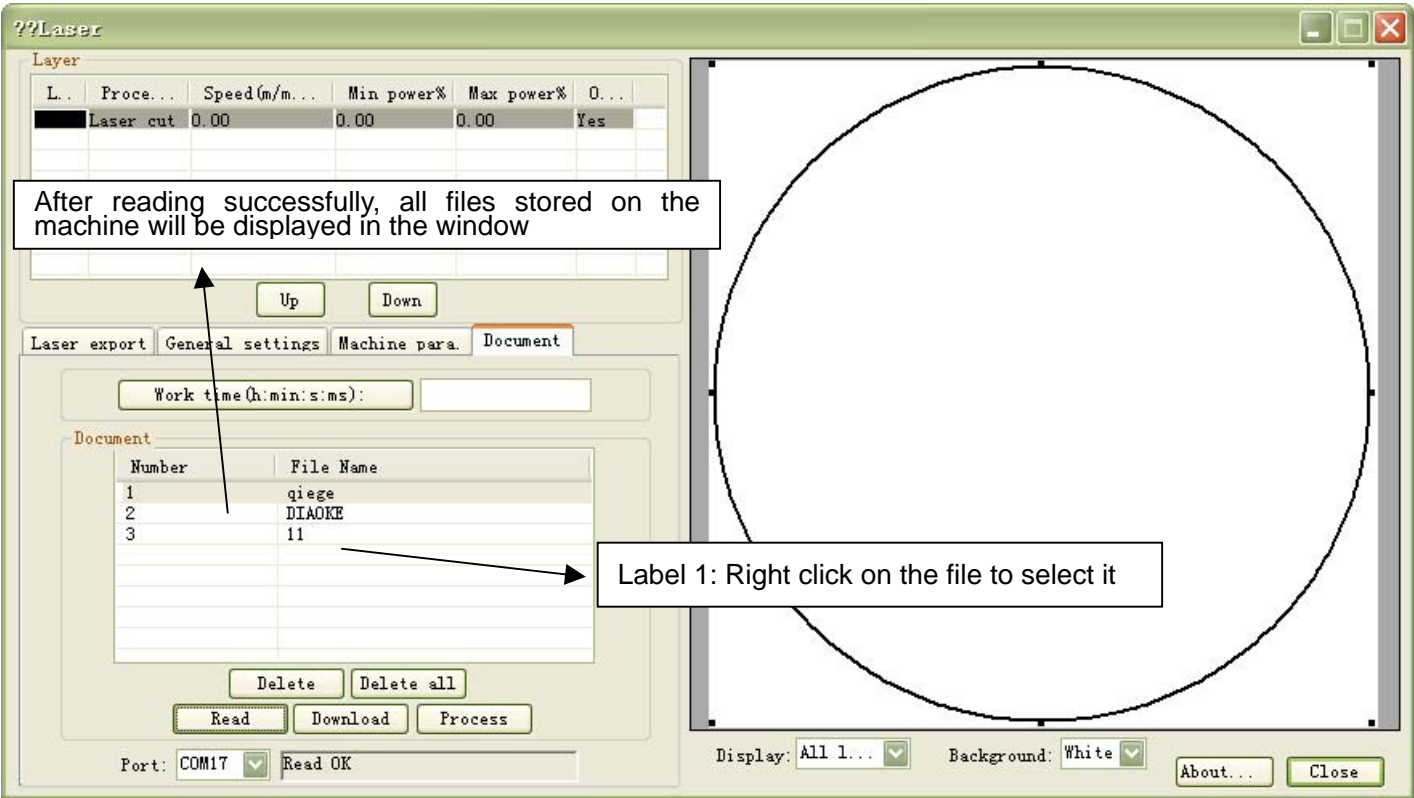 ??Laser
Layer
L.. Proce... Speed(m/m... Min power% Max power% O...
Laser cut 0.00 0.00 0.00 Yes
After reading successfully, all files stored on the
machine will be displayed in the window
Up Down
Laser export General settings Machine para. Document
Work time(h:min:s:ms):
Document
Number File Name
1 qiege
2 DIAOKE
3 11
Label 1: Right click on the file to select it
Delete Delete all
Read Download Process
Port: COM17 Read OK
Display: All l... Background: White
About... Close